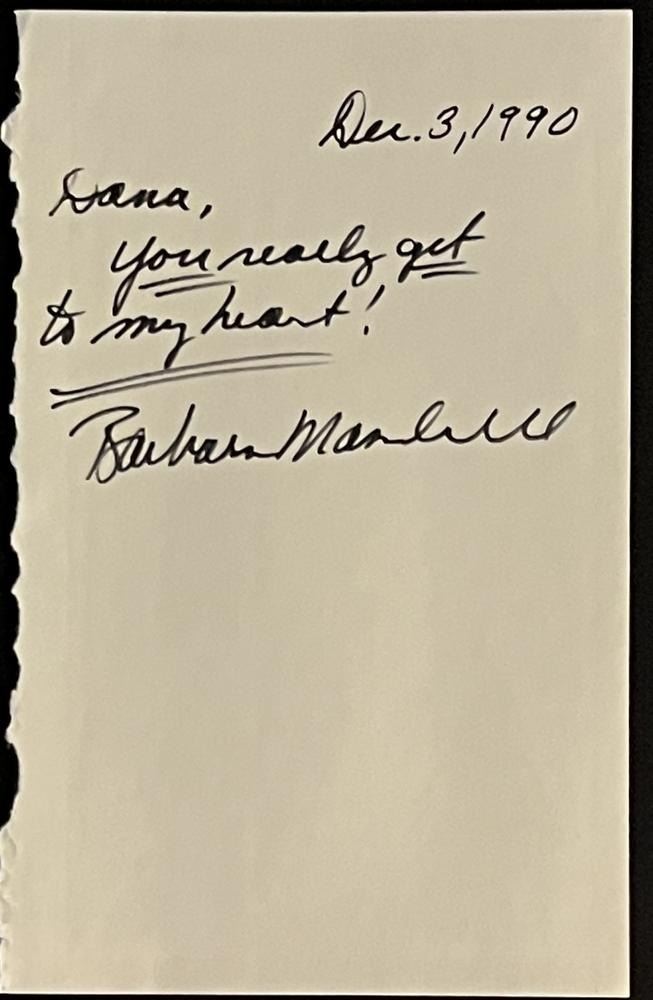 Dec. 3, 1990
Dana,
you really get
to my heart!
Barbara Mandrell